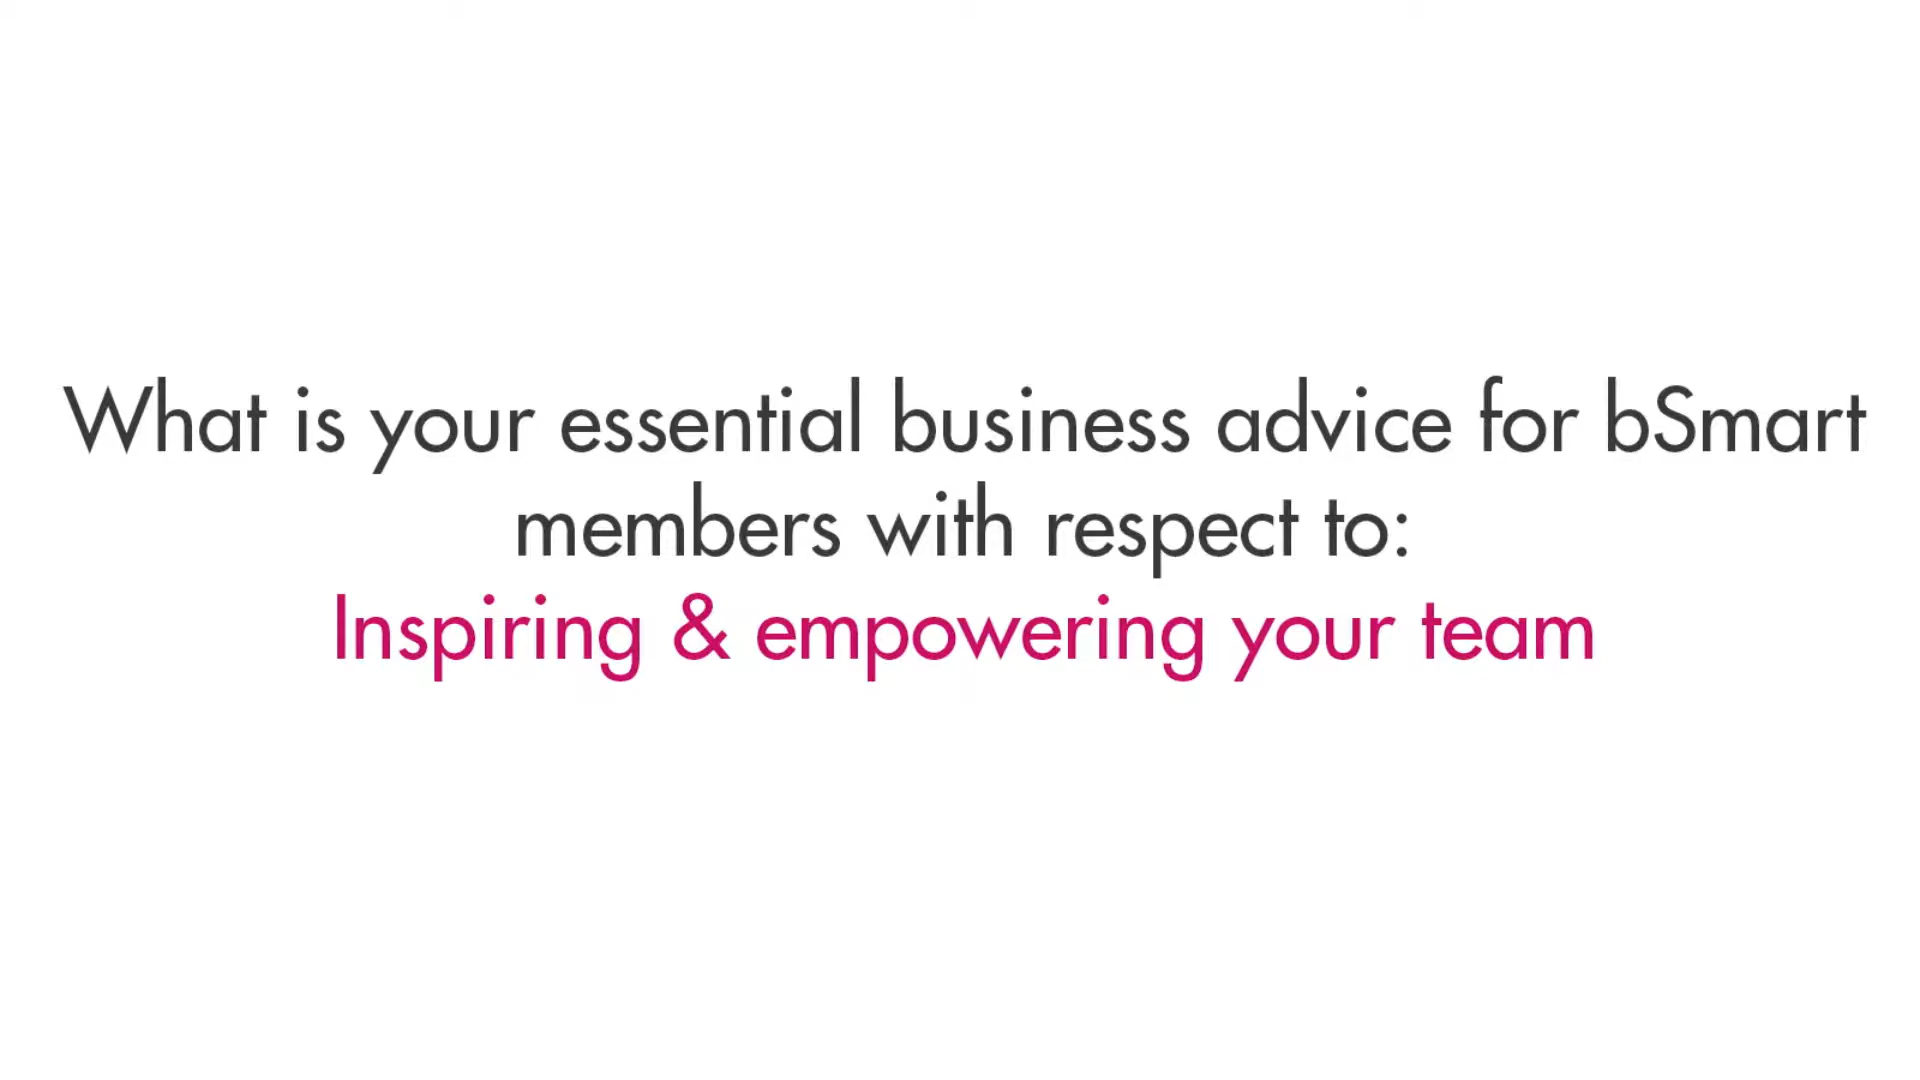 What is your essential business advice for bSmart
members with respect to:
Inspiring & empowering your team